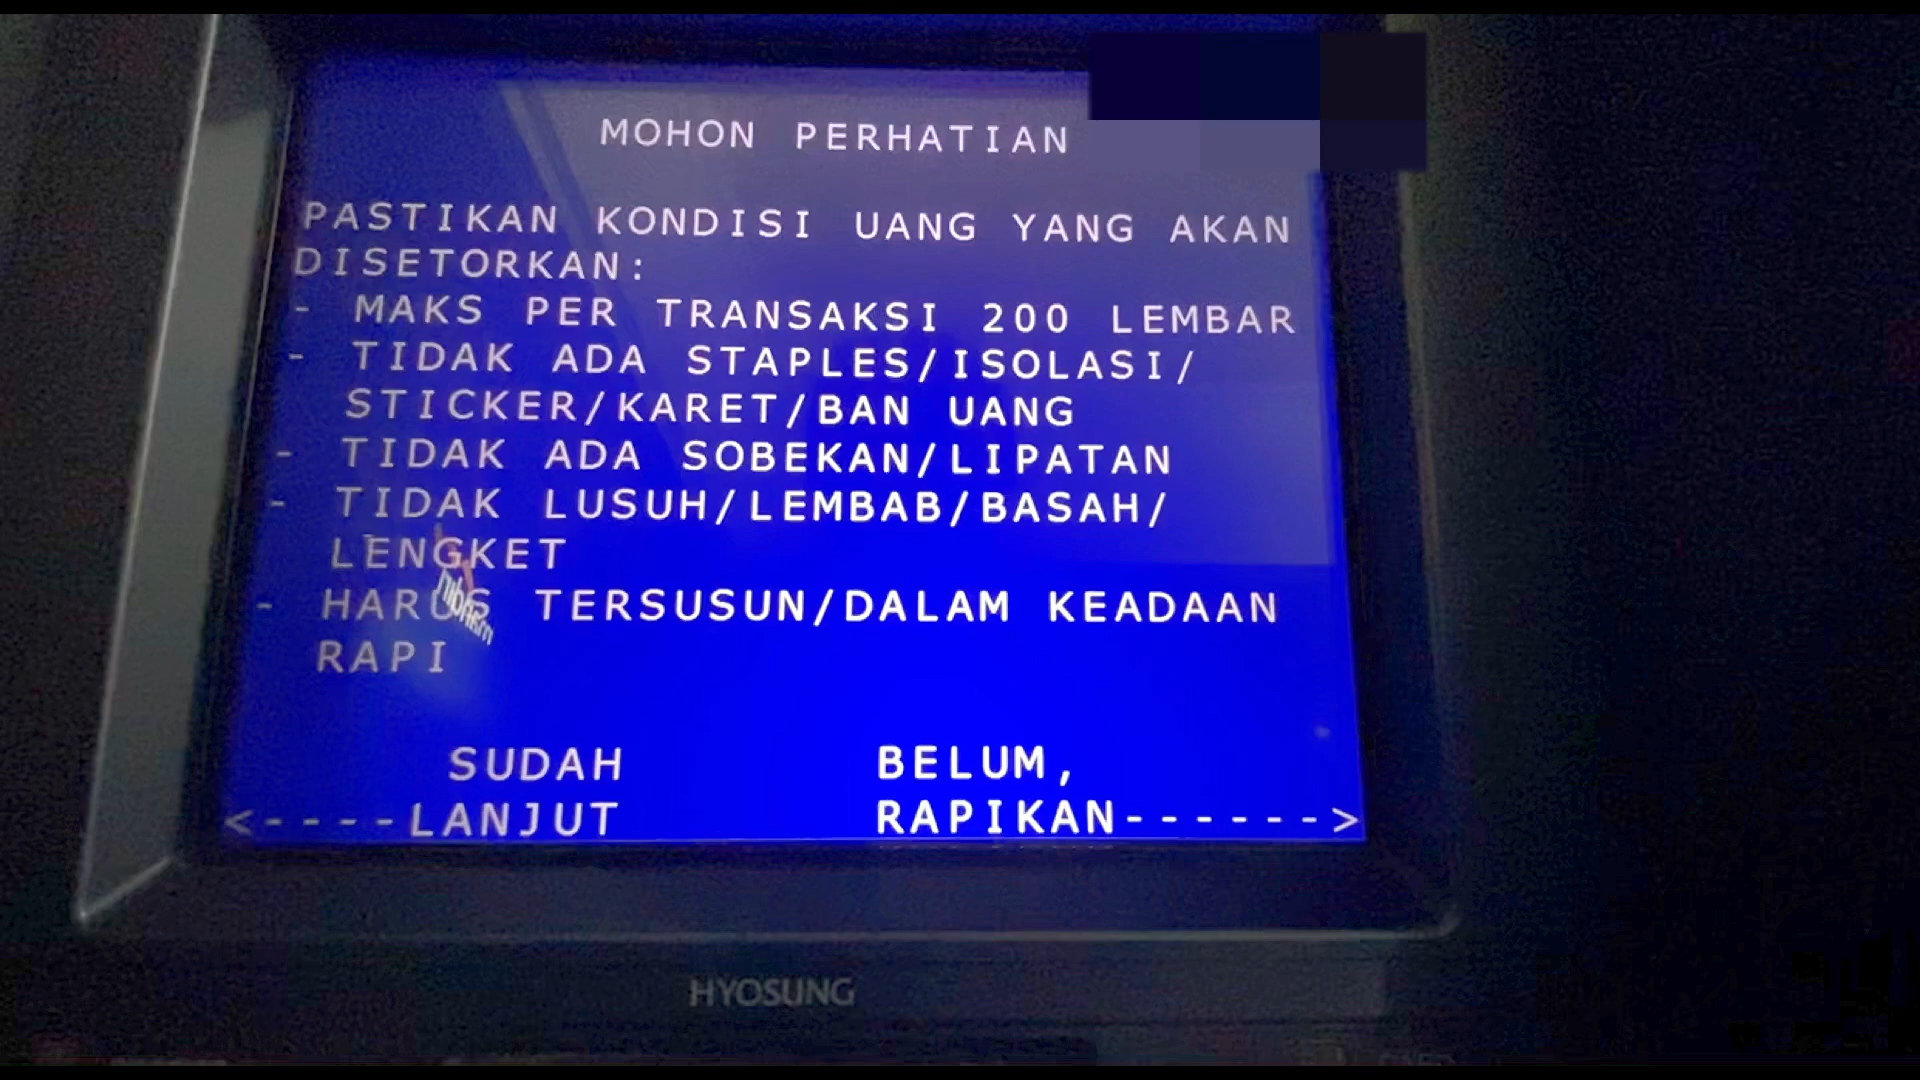 MOHON PERHATIAN
PASTIKAN KONDISI UANG YANG AKAN
DISETORKAN:
- MAKS PER TRANSAKSI 200 LEMBAR
- TIDAK ADA STAPLES/ISOLASI/
STICKER/KARET/BAN UANG
- TIDAK ADA SOBEKAN/LIPATAN
- TIDAK LUSUH/LEMBAB/BASAH/
LENGKET
- HARUS TERSUSUN/DALAM KEADAAN
RAPI
SUDAH BELUM,
<----LANJUT RAPIKAN------>
HYOSUNG